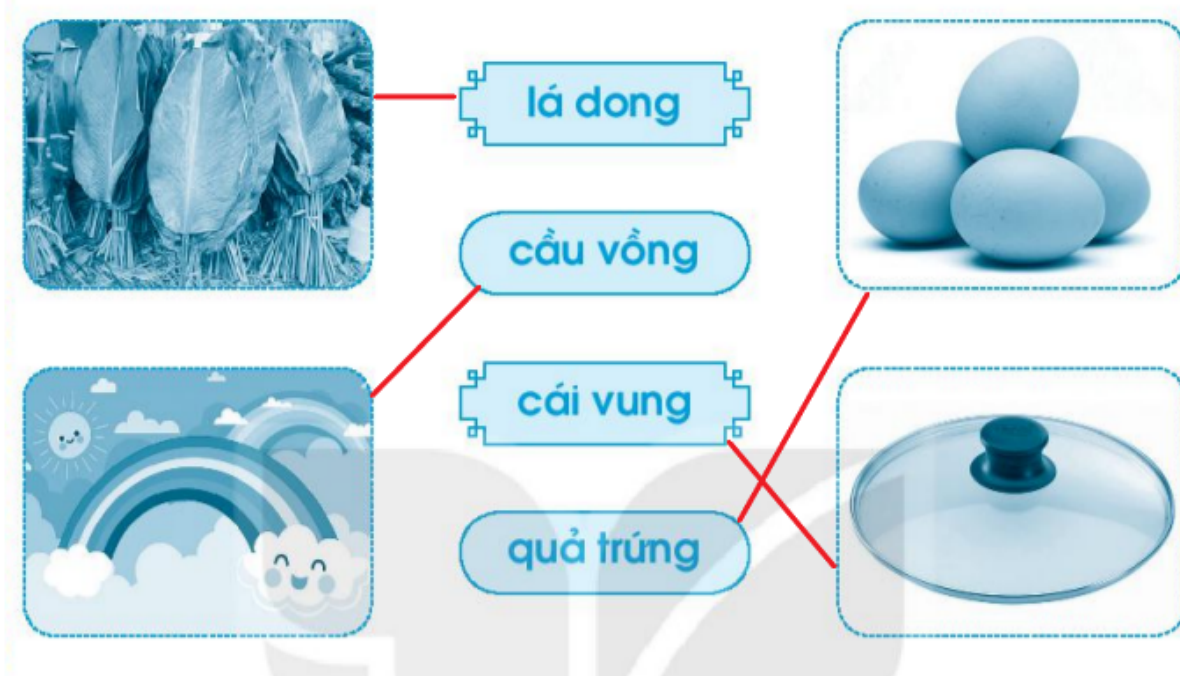 lá dong
cầu vồng
cái vung
quả trứng